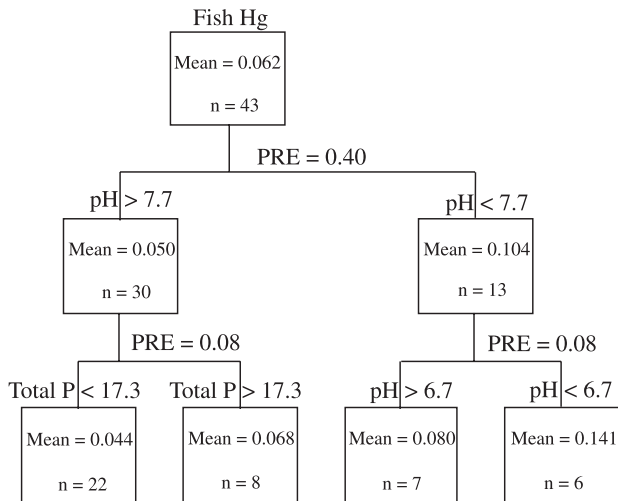 Fish Hg
Mean = 0.062
n = 43
PRE = 0.40
pH > 7.7
pH < 7.7
Mean = 0.050
n = 30
Mean = 0.104
n = 13
PRE = 0.08
PRE = 0.08
Total P < 17.3
Total P > 17.3
pH > 6.7
pH < 6.7
Mean = 0.044
n = 22
Mean = 0.068
n = 8
Mean = 0.080
n = 7
Mean = 0.141
n = 6